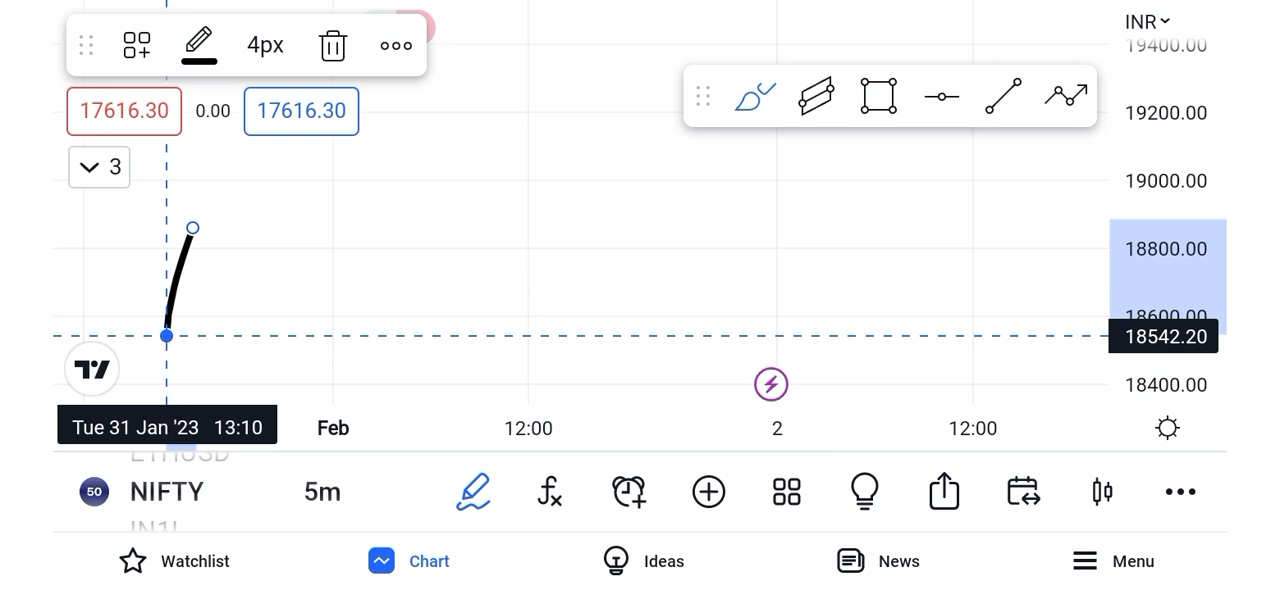 INR
19400.00
4px
17616.30 0.00 17616.30
19200.00
3
19000.00
18800.00
18600.00
18542.20
18400.00
Tue 31 Jan '23 13:10 Feb 12:00 2 12:00
ETHUSD
50 NIFTY 5m
Watchlist Chart Ideas News Menu